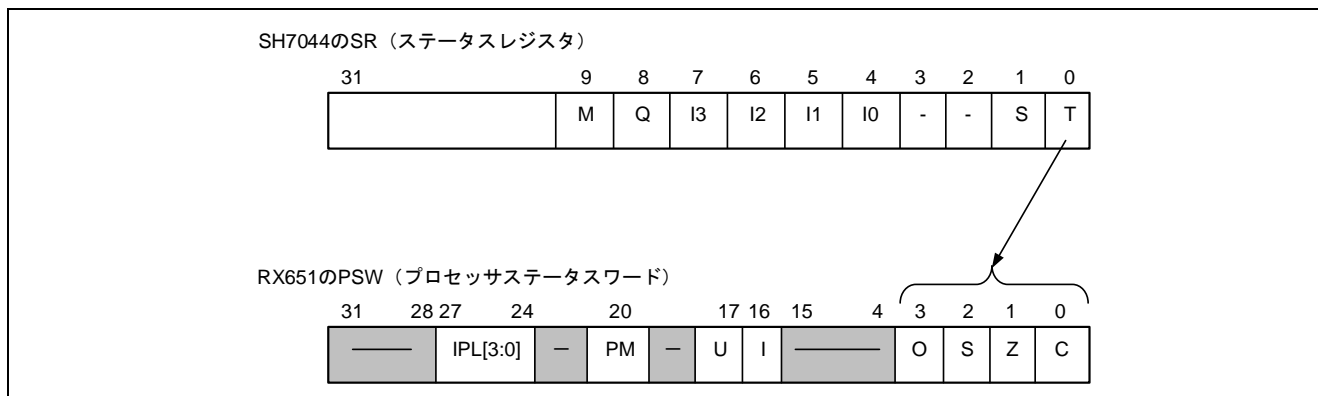 SH7044のSR（ステータスレジスタ）
31 9 8 7 6 5 4 3 2 1 0
M Q I3 I2 I1 I0 - - S T
RX651のPSW（プロセッサステータスワード）
31 28 27 24 20 17 16 15 4 3 2 1 0
— IPL[3:0] — PM — U I — O S Z C